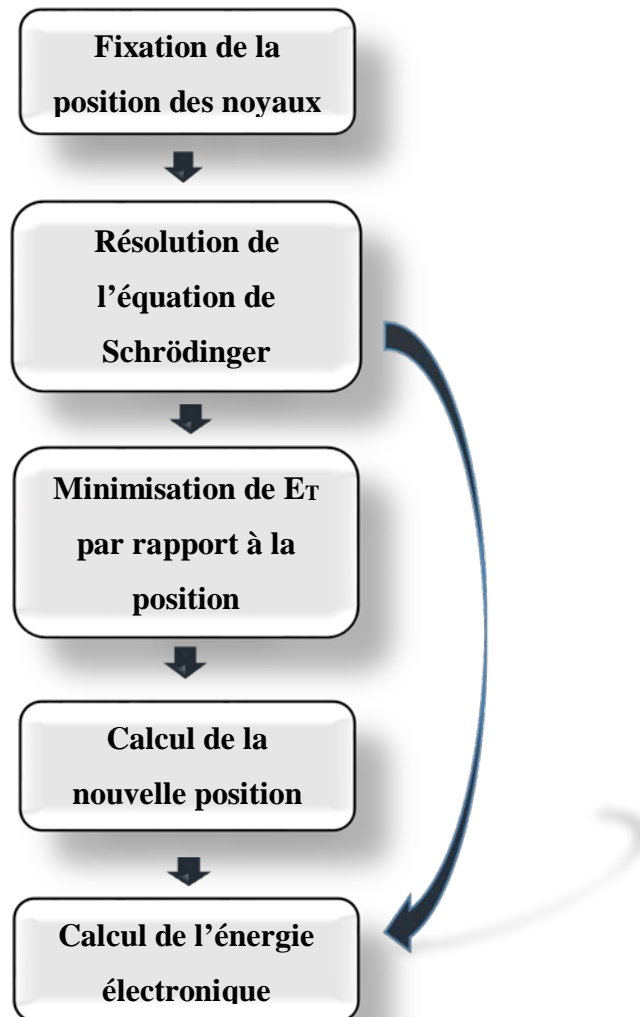 Fixation de la
position des noyaux
Résolution de
l’équation de
Schrödinger
Minimisation de ET
par rapport à la
position
Calcul de la
nouvelle position
Calcul de l’énergie
électronique